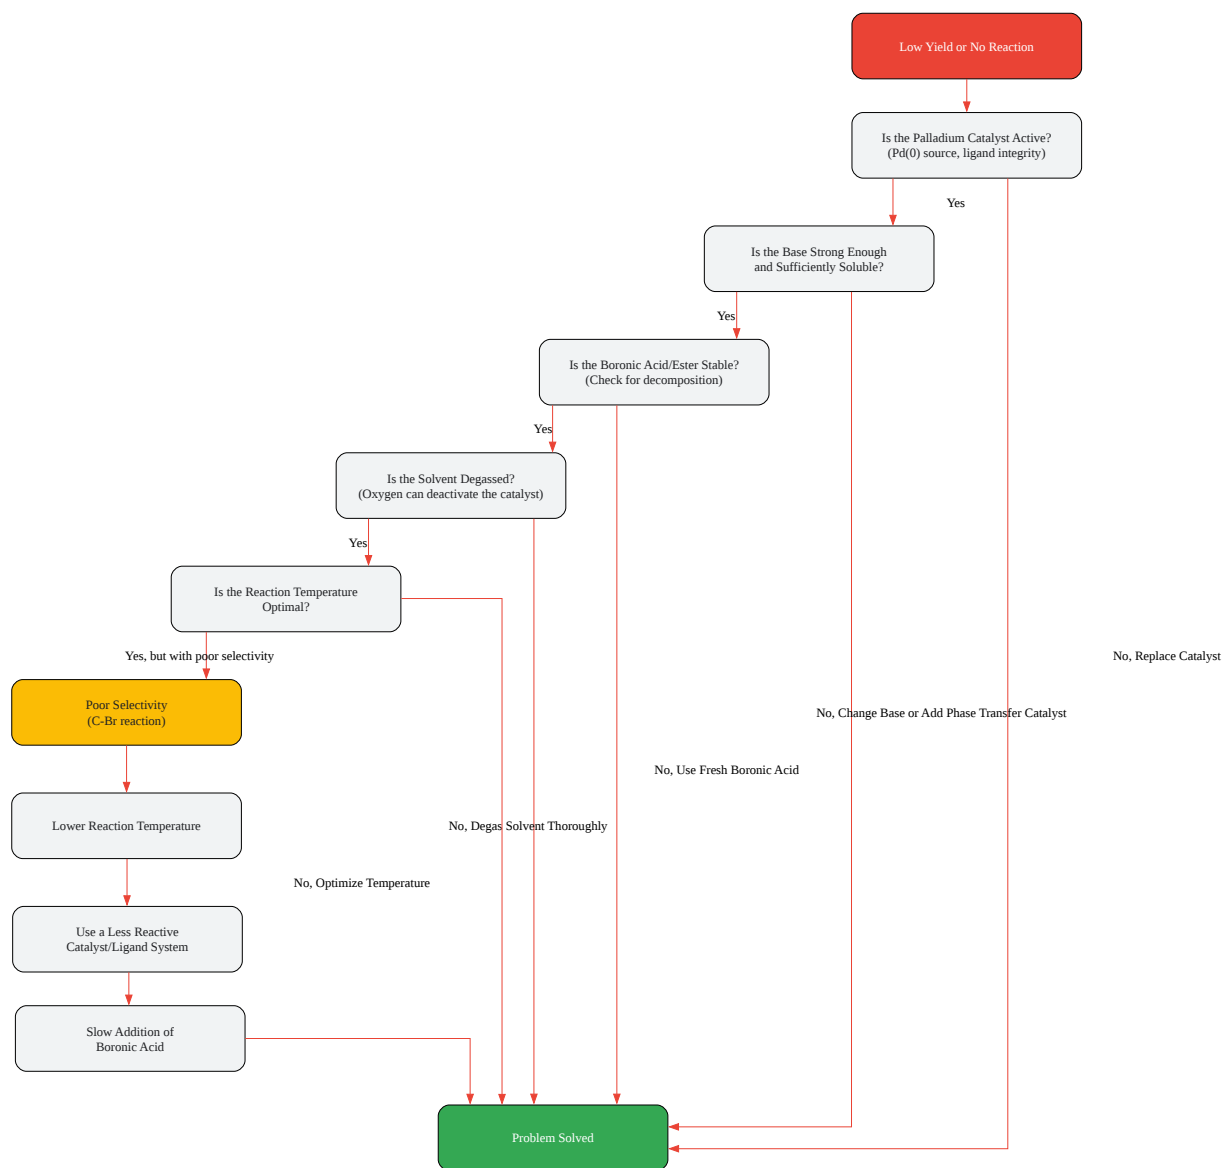 Low Yield or No Reaction
Is the Palladium Catalyst Active?
(Pd(0) source, ligand integrity)
Yes
Is the Base Strong Enough
and Sufficiently Soluble?
Yes
Is the Boronic Acid/Ester Stable?
(Check for decomposition)
Yes
Is the Solvent Degassed?
(Oxygen can deactivate the catalyst)
Yes
Is the Reaction Temperature
Optimal?
Yes, but with poor selectivity
No, Replace Catalyst
Poor Selectivity
(C-Br reaction)
No, Change Base or Add Phase Transfer Catalyst
No, Use Fresh Boronic Acid
Lower Reaction Temperature
No, Degas Solvent Thoroughly
No, Optimize Temperature
Use a Less Reactive
Catalyst/Ligand System
Slow Addition of
Boronic Acid
Problem Solved